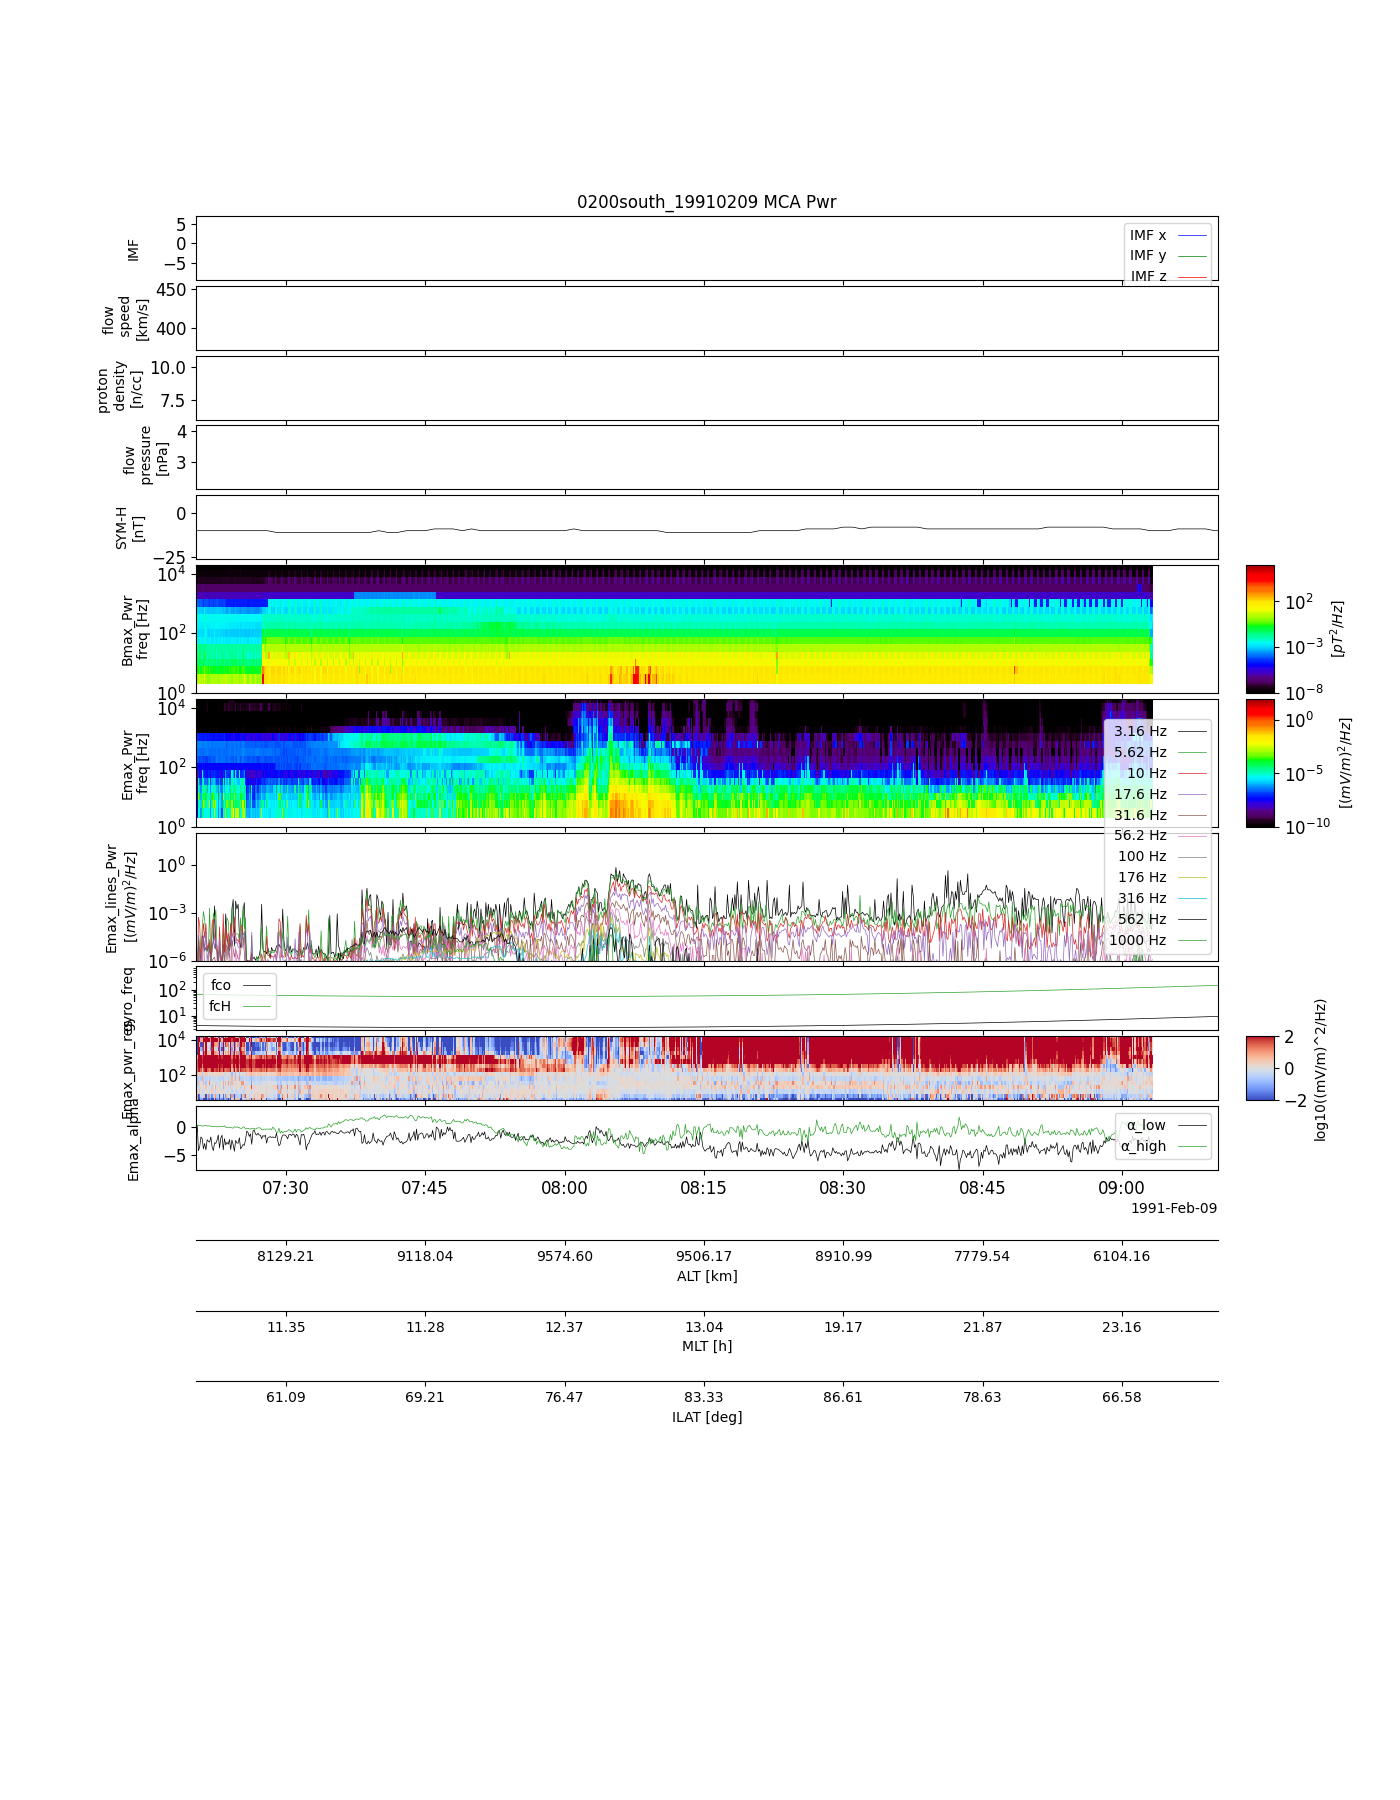 0200south_19910209 MCA Pwr
IMF
5
0
−5
IMF x
IMF y
IMF z
flow
speed
[km/s]
450
400
proton
density
[n/cc]
10.0
7.5
flow
pressure
[nPa]
4
3
SYM-H
[nT]
0
−25
Bmax_Pwr
freq [Hz]
10^4
10^2
10^0
10^2
10^−3
10^−8
[pT^2/Hz]
Emax_Pwr
freq [Hz]
10^4
10^2
10^0
10^0
10^−5
10^−10
[(mV/m)^2/Hz]
3.16 Hz
5.62 Hz
10 Hz
17.6 Hz
31.6 Hz
56.2 Hz
100 Hz
176 Hz
316 Hz
562 Hz
1000 Hz
Emax_lines_Pwr
[(mV/m)^2/Hz]
10^0
10^−3
10^−6
gyro_freq
10^2
10^1
fco
fcH
Emax_pwr_reg
10^4
10^2
2
0
−2
log10((mV/m)^2/Hz)
Emax_alpha
0
−5
α_low
α_high
07:30 07:45 08:00 08:15 08:30 08:45 09:00
1991-Feb-09
8129.21 9118.04 9574.60 9506.17 8910.99 7779.54 6104.16
ALT [km]
11.35 11.28 12.37 13.04 19.17 21.87 23.16
MLT [h]
61.09 69.21 76.47 83.33 86.61 78.63 66.58
ILAT [deg]